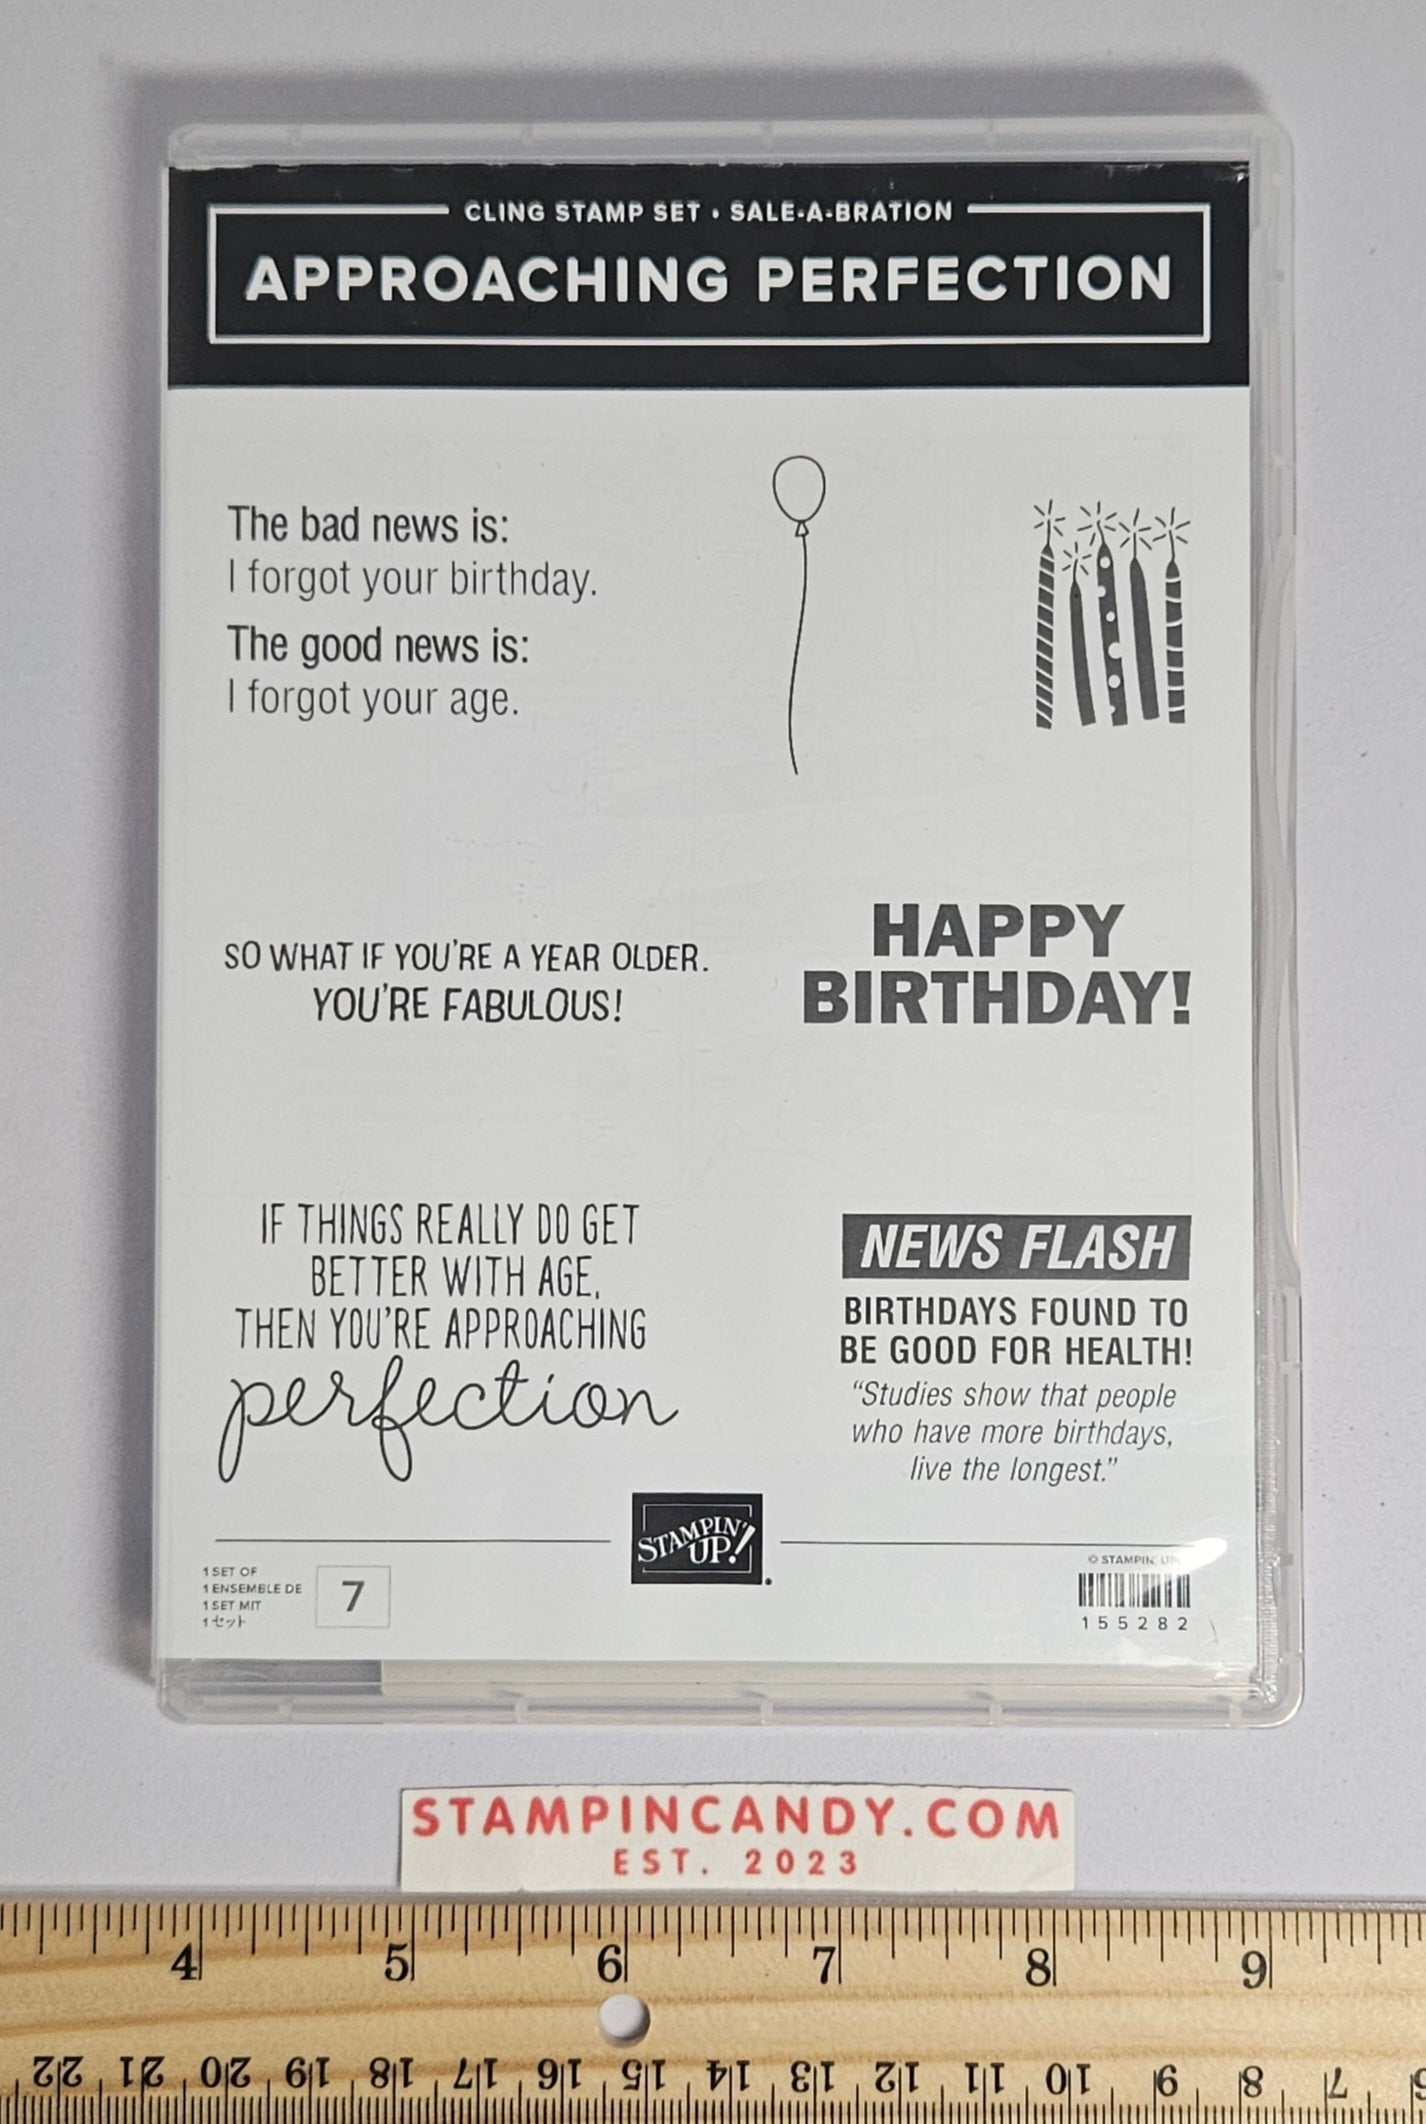 CLING STAMP SET • SALE-A-BRATION
APPROACHING PERFECTION
The bad news is:
I forgot your birthday.
The good news is:
I forgot your age.
SO WHAT IF YOU'RE A YEAR OLDER.
YOU'RE FABULOUS!
HAPPY
BIRTHDAY!
IF THINGS REALLY DO GET
BETTER WITH AGE,
THEN YOU'RE APPROACHING
perfection
NEWS FLASH
BIRTHDAYS FOUND TO
BE GOOD FOR HEALTH!
“Studies show that people
who have more birthdays,
live the longest.”
STAMPIN'
UP!
1 SET OF
1 ENSEMBLE DE
1 SET MIT
1セット
7
© STAMPIN' UP!
155282
STAMPINCANDY.COM
EST. 2023
4 5 6 7 8 9
22 21 20 19 18 17 16 15 14 13 12 11 10 9 8 7